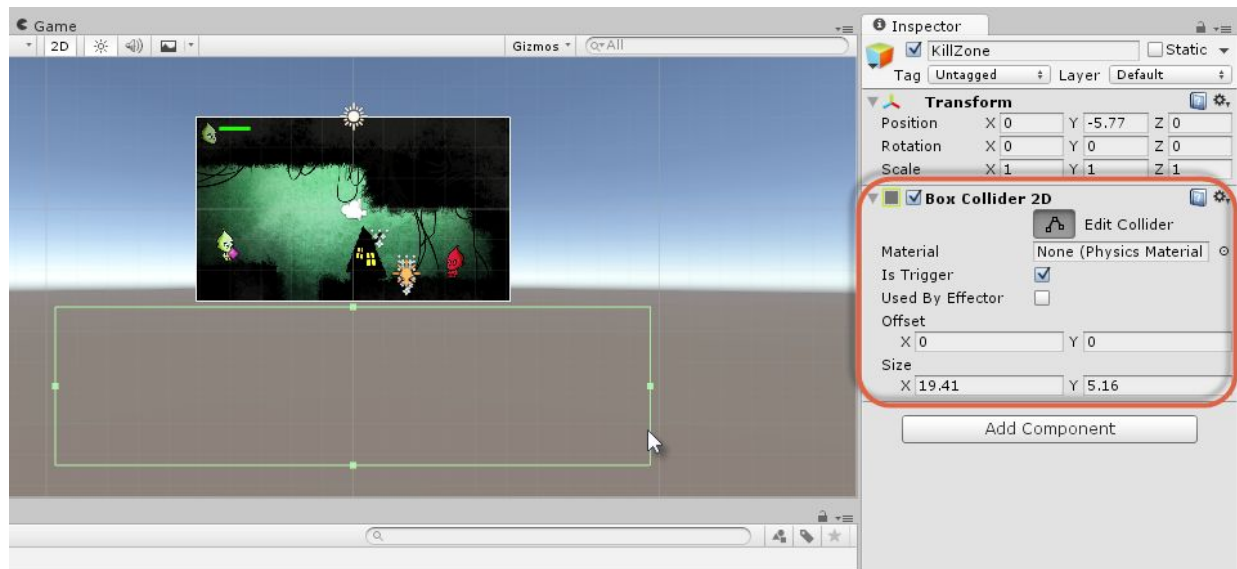 Game
2D
Gizmos
All
Inspector
KillZone
Static
Tag Untagged Layer Default
Transform
Position X 0 Y -5.77 Z 0
Rotation X 0 Y 0 Z 0
Scale X 1 Y 1 Z 1
Box Collider 2D
Edit Collider
Material None (Physics Material
Is Trigger
Used By Effector
Offset
X 0 Y 0
Size
X 19.41 Y 5.16
Add Component